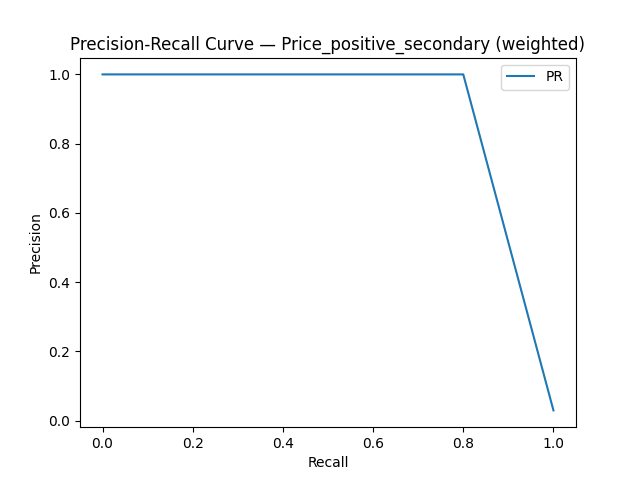 Precision-Recall Curve — Price_positive_secondary (weighted)
PR
1.0
0.8
0.6
0.4
0.2
0.0
Precision
0.0 0.2 0.4 0.6 0.8 1.0
Recall